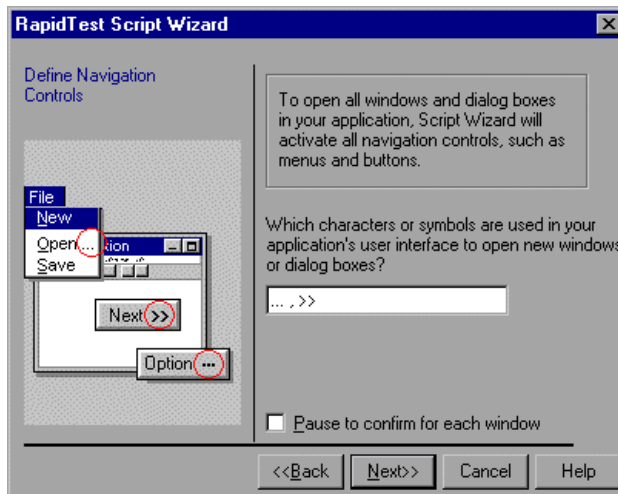 RapidTest Script Wizard
Define Navigation
Controls
File
New
Open...
Save
tion
Next >>
Option ...
To open all windows and dialog boxes
in your application, Script Wizard will
activate all navigation controls, such as
menus and buttons.
Which characters or symbols are used in your
application's user interface to open new windows
or dialog boxes?
... , >>
Pause to confirm for each window
<<Back
Next>>
Cancel
Help